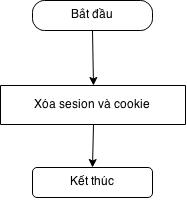 Bắt đầu
Xóa sesion và cookie
Kết thúc